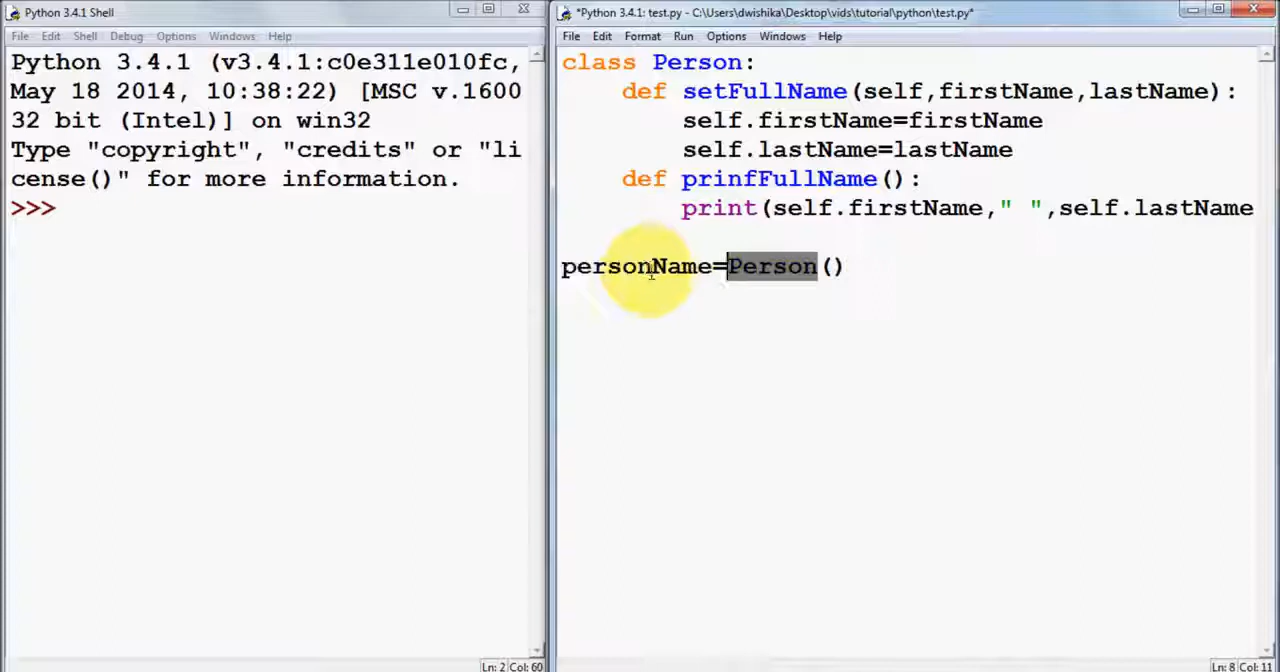 Python 3.4.1 Shell
File Edit Shell Debug Options Windows Help
Python 3.4.1 (v3.4.1:c0e311e010fc,
May 18 2014, 10:38:22) [MSC v.1600
32 bit (Intel)] on win32
Type "copyright", "credits" or "li
cense()" for more information.
>>>
Ln: 2 Col: 60
*Python 3.4.1: test.py - C:\Users\dwishika\Desktop\vids\tutorial\python\test.py*
File Edit Format Run Options Windows Help
class Person:
    def setFullName(self,firstName,lastName):
        self.firstName=firstName
        self.lastName=lastName
    def prinfFullName():
        print(self.firstName," ",self.lastName
personName=Person()
Ln: 8 Col: 11